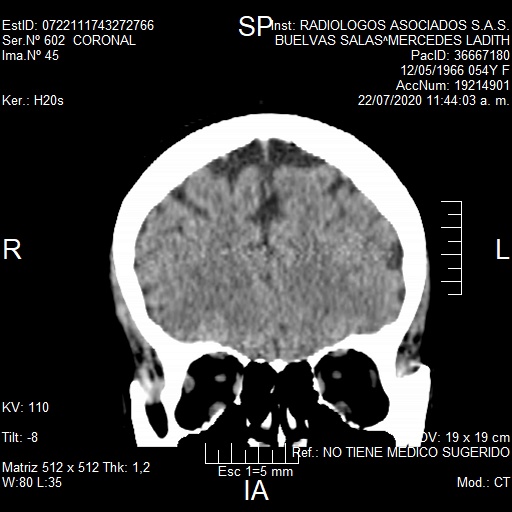 EstID: 0722111743272766
Ser.Nº 602 CORONAL
Ima.Nº 45
Ker.: H20s
SP
Inst: RADIOLOGOS ASOCIADOS S.A.S.
BUELVAS SALAS^MERCEDES LADITH
PacID: 36667180
12/05/1966 054Y F
AccNum: 19214901
22/07/2020 11:44:03 a. m.
R
L
KV: 110
Tilt: -8
Matriz 512 x 512 Thk: 1,2
W:80 L:35
Esc 1=5 mm
IA
OV: 19 x 19 cm
Ref.: NO TIENE MEDICO SUGERIDO
Mod.: CT